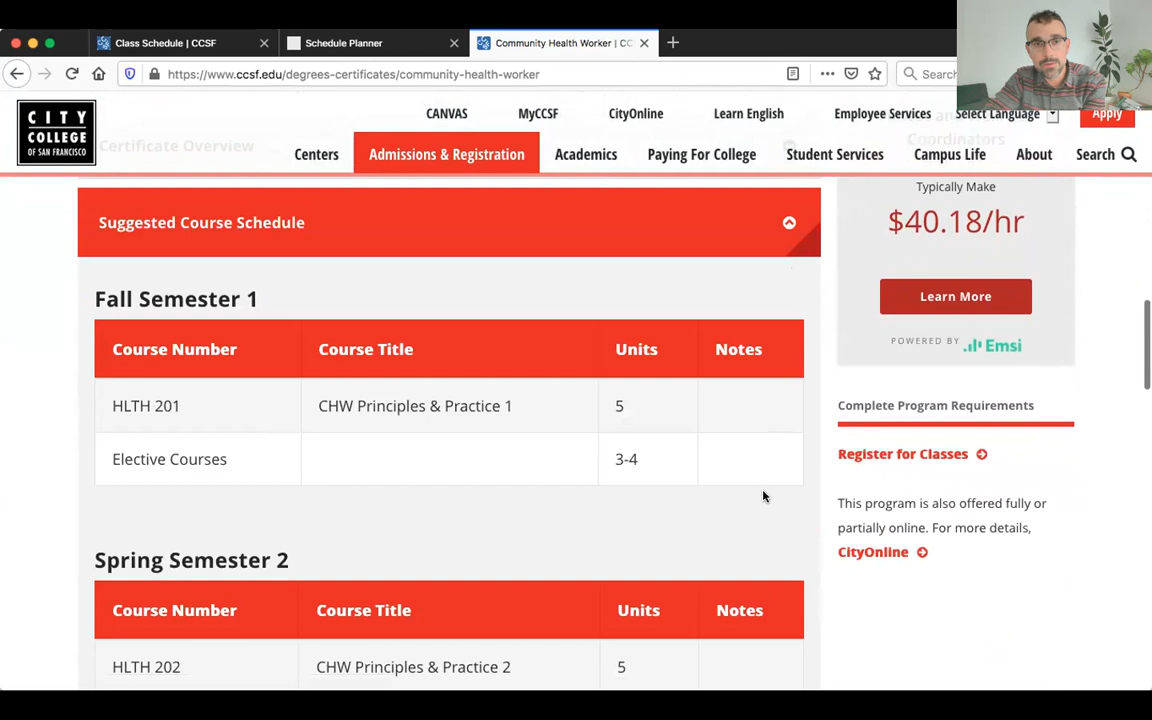 Class Schedule | CCSF
Schedule Planner
Community Health Worker | CC
https://www.ccsf.edu/degrees-certificates/community-health-worker
Search
CITY
COLLEGE
OF SAN FRANCISCO
CANVAS
MyCCSF
CityOnline
Learn English
Employee Services
Select Language
Apply
Certificate Overview
Coordinators
Centers
Admissions & Registration
Academics
Paying For College
Student Services
Campus Life
About
Search
Suggested Course Schedule
Fall Semester 1
Course Number Course Title Units Notes
HLTH 201 CHW Principles & Practice 1 5
Elective Courses 3-4
Spring Semester 2
Course Number Course Title Units Notes
HLTH 202 CHW Principles & Practice 2 5
Typically Make
$40.18/hr
Learn More
POWERED BY Emsi
Complete Program Requirements
Register for Classes
This program is also offered fully or
partially online. For more details,
CityOnline